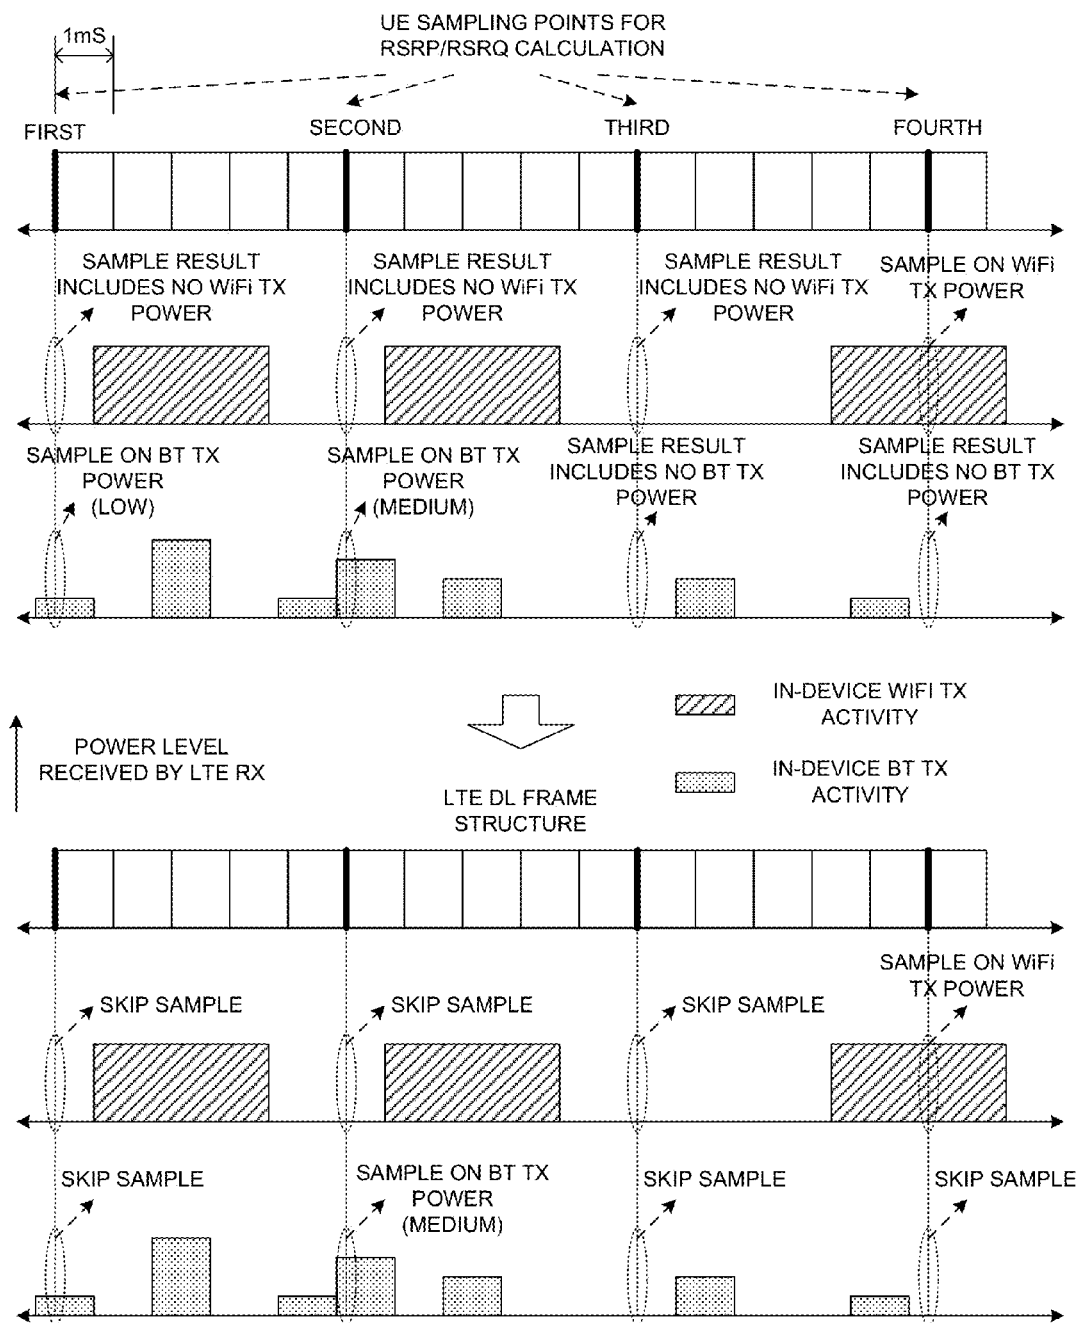 UE SAMPLING POINTS FOR
RSRP/RSRQ CALCULATION
1mS
FIRST
SECOND
THIRD
FOURTH
SAMPLE RESULT
INCLUDES NO WiFi TX
POWER
SAMPLE RESULT
INCLUDES NO WiFi TX
POWER
SAMPLE RESULT
INCLUDES NO WiFi TX
POWER
SAMPLE ON WiFi
TX POWER
SAMPLE ON BT TX
POWER
(LOW)
SAMPLE ON BT TX
POWER
(MEDIUM)
SAMPLE RESULT
INCLUDES NO BT TX
POWER
SAMPLE RESULT
INCLUDES NO BT TX
POWER
POWER LEVEL
RECEIVED BY LTE RX
IN-DEVICE WIFI TX
ACTIVITY
IN-DEVICE BT TX
ACTIVITY
LTE DL FRAME
STRUCTURE
SKIP SAMPLE
SKIP SAMPLE
SKIP SAMPLE
SAMPLE ON WiFi
TX POWER
SKIP SAMPLE
SAMPLE ON BT TX
POWER
(MEDIUM)
SKIP SAMPLE
SKIP SAMPLE